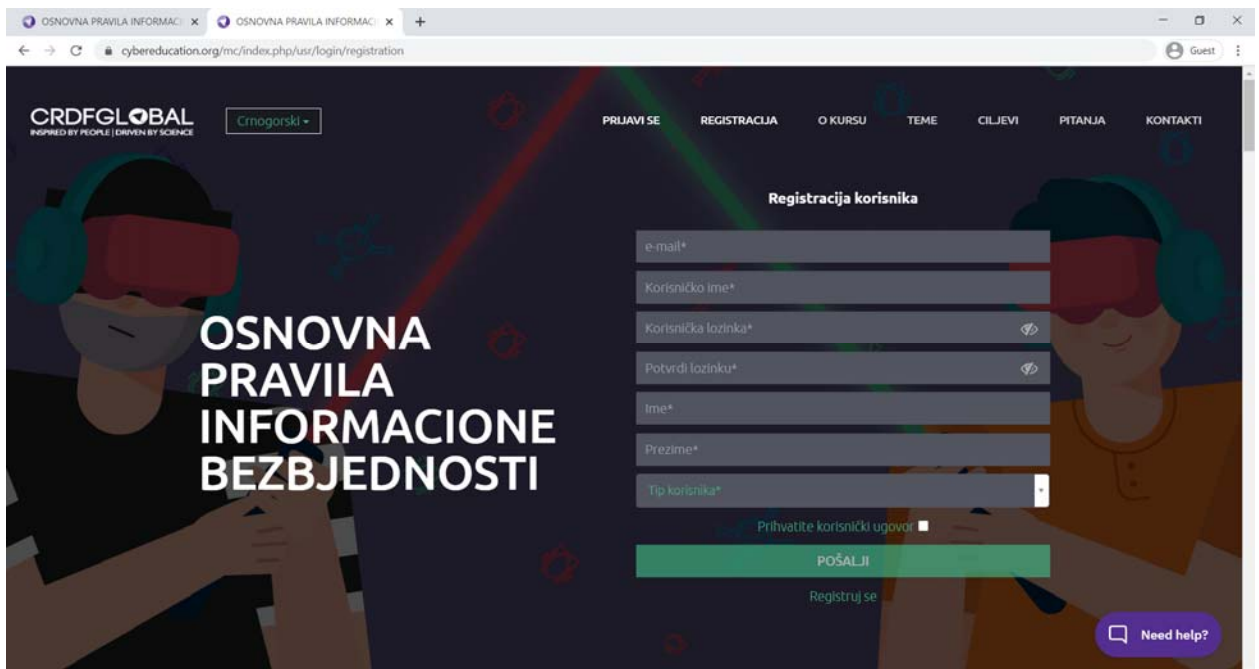 OSNOVNA PRAVILA INFORMAC
OSNOVNA PRAVILA INFORMAC
cybereducation.org/mc/index.php/usr/login/registration
Guest
CRDFGLOBAL
INSPIRED BY PEOPLE | DRIVEN BY SCIENCE
Crnogorski
PRIJAVI SE
REGISTRACIJA
O KURSU
TEME
CILJEVI
PITANJA
KONTAKTI
OSNOVNA
PRAVILA
INFORMACIONE
BEZBJEDNOSTI
Registracija korisnika
e-mail*
Korisničko ime*
Korisnička lozinka*
Potvrdi lozinku*
Ime*
Prezime*
Tip korisnika*
Prihvatite korisnički ugovor
POŠALJI
Registruj se
Need help?